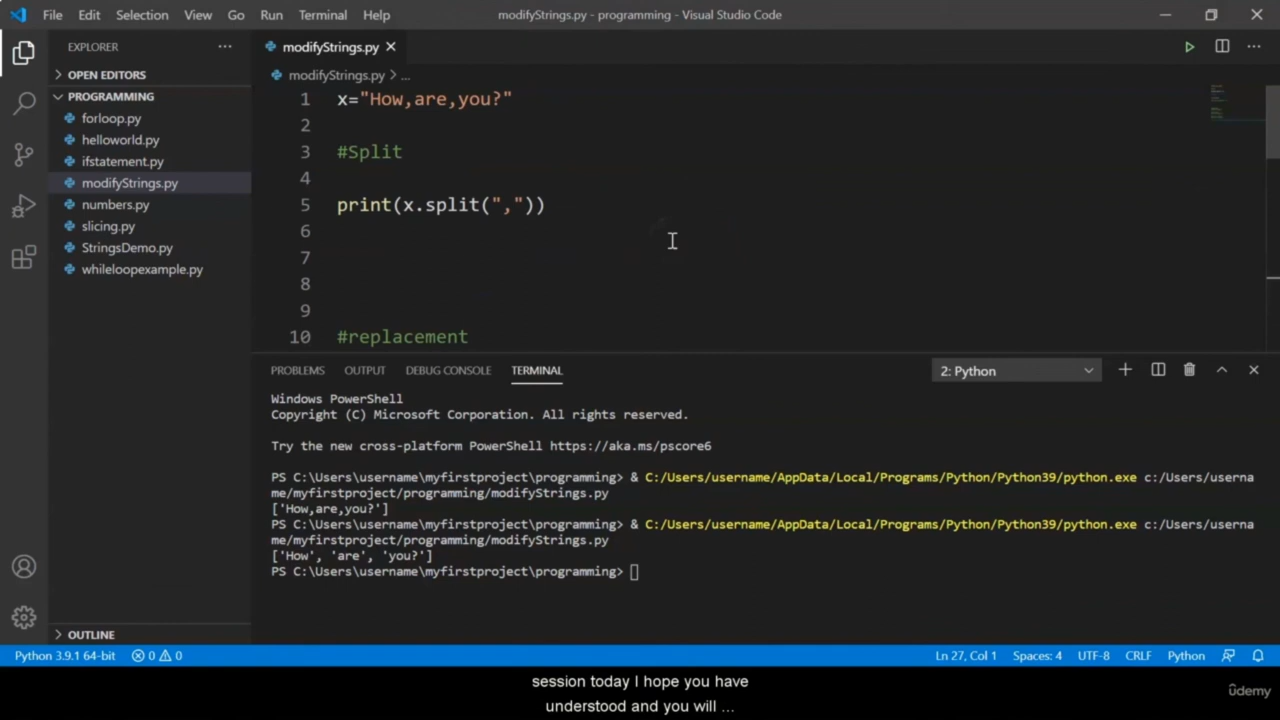 File Edit Selection View Go Run Terminal Help modifyStrings.py - programming - Visual Studio Code
EXPLORER
OPEN EDITORS
PROGRAMMING
forloop.py
helloworld.py
ifstatement.py
modifyStrings.py
numbers.py
slicing.py
StringsDemo.py
whileloopexample.py
OUTLINE
modifyStrings.py
modifyStrings.py > ...
1 x="How,are,you?"
2
3 #Split
4
5 print(x.split(","))
6
7
8
9
10 #replacement
PROBLEMS OUTPUT DEBUG CONSOLE TERMINAL 2: Python
Windows PowerShell
Copyright (C) Microsoft Corporation. All rights reserved.
Try the new cross-platform PowerShell https://aka.ms/pscore6
PS C:\Users\username\myfirstproject\programming> & C:/Users/username/AppData/Local/Programs/Python/Python39/python.exe c:/Users/userna
me/myfirstproject/programming/modifyStrings.py
['How,are,you?']
PS C:\Users\username\myfirstproject\programming> & C:/Users/username/AppData/Local/Programs/Python/Python39/python.exe c:/Users/userna
me/myfirstproject/programming/modifyStrings.py
['How', 'are', 'you?']
PS C:\Users\username\myfirstproject\programming>
Python 3.9.1 64-bit 0 0 Ln 27, Col 1 Spaces: 4 UTF-8 CRLF Python
session today I hope you have
understood and you will ...
ûdemy